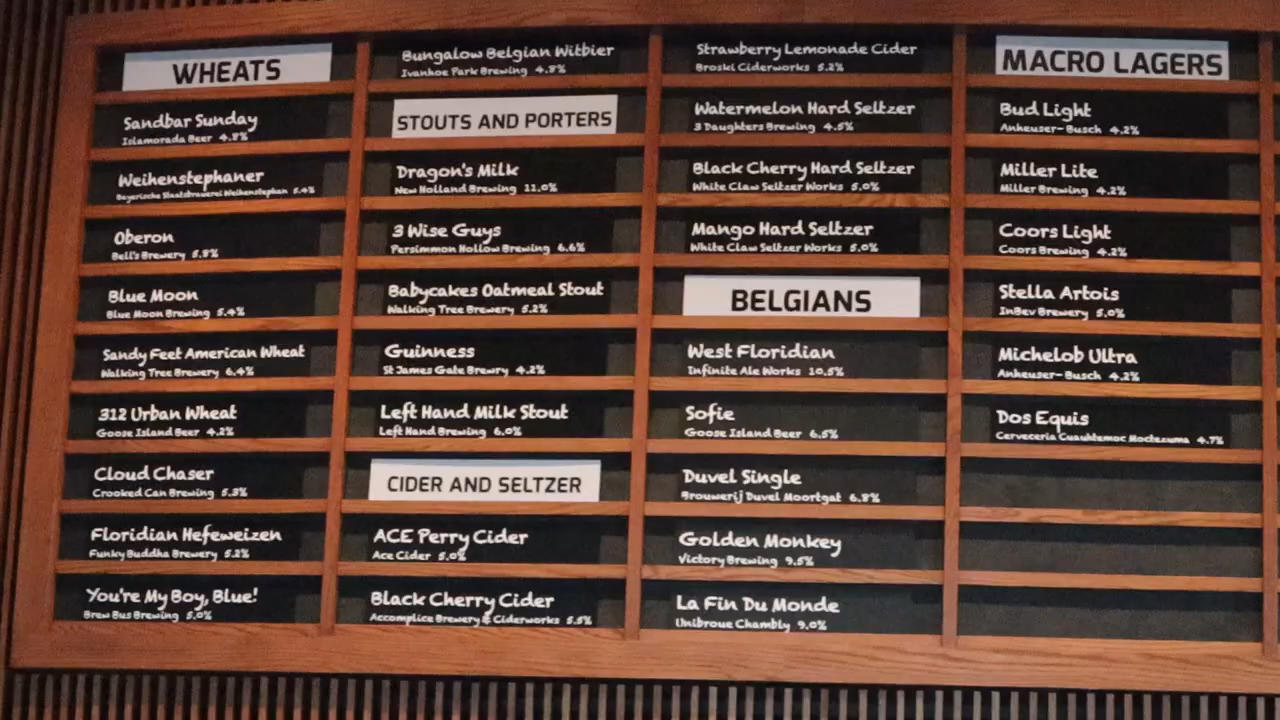 WHEATS
Sandbar Sunday
Islamorada Beer 4.8%
Weihenstephaner
Bayerische Staatsbrauerei Weihenstephan 5.4%
Oberon
Bell's Brewery 5.8%
Blue Moon
Blue Moon Brewing 5.4%
Sandy Feet American Wheat
Walking Tree Brewery 6.4%
312 Urban Wheat
Goose Island Beer 4.2%
Cloud Chaser
Crooked Can Brewing 5.3%
Floridian Hefeweizen
Funky Buddha Brewery 5.2%
You're My Boy, Blue!
Brew Bus Brewing 5.0%
Bungalow Belgian Witbier
Ivanhoe Park Brewing 4.8%
STOUTS AND PORTERS
Dragon's Milk
New Holland Brewing 11.0%
3 Wise Guys
Persimmon Hollow Brewing 6.6%
Babycakes Oatmeal Stout
Walking Tree Brewery 5.2%
Guinness
St James Gate Brewry 4.2%
Left Hand Milk Stout
Left Hand Brewing 6.0%
CIDER AND SELTZER
ACE Perry Cider
Ace Cider 5.0%
Black Cherry Cider
Accomplice Brewery & Ciderworks 5.5%
Strawberry Lemonade Cider
Broski Ciderworks 5.2%
Watermelon Hard Seltzer
3 Daughters Brewing 4.5%
Black Cherry Hard Seltzer
White Claw Seltzer Works 5.0%
Mango Hard Seltzer
White Claw Seltzer Works 5.0%
BELGIANS
West Floridian
Infinite Ale Works 10.5%
Sofie
Goose Island Beer 6.5%
Duvel Single
Brouwerij Duvel Moortgat 6.8%
Golden Monkey
Victory Brewing 9.5%
La Fin Du Monde
Unibroue Chambly 9.0%
MACRO LAGERS
Bud Light
Anheuser-Busch 4.2%
Miller Lite
Miller Brewing 4.2%
Coors Light
Coors Brewing 4.2%
Stella Artois
InBev Brewery 5.0%
Michelob Ultra
Anheuser-Busch 4.2%
Dos Equis
Cerveceria Cuauhtemoc Moctezuma 4.7%